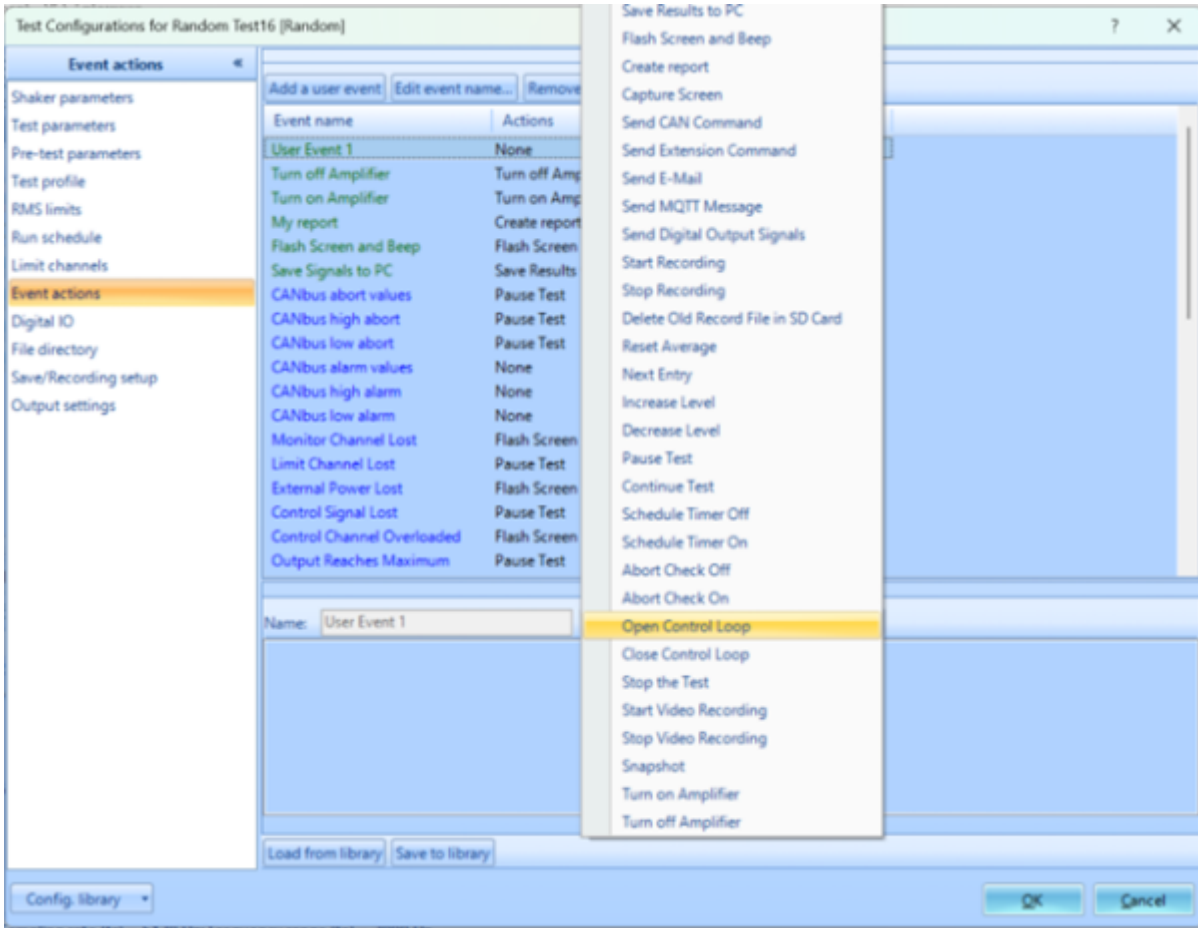 Test Configurations for Random Test16 [Random]
?
Event actions «
Shaker parameters
Test parameters
Pre-test parameters
Test profile
RMS limits
Run schedule
Limit channels
Event actions
Digital IO
File directory
Save/Recording setup
Output settings
Add a user event Edit event name... Remove
Event name Actions
User Event 1 None
Turn off Amplifier Turn off Amp
Turn on Amplifier Turn on Amp
My report Create report
Flash Screen and Beep Flash Screen
Save Signals to PC Save Results
CANbus abort values Pause Test
CANbus high abort Pause Test
CANbus low abort Pause Test
CANbus alarm values None
CANbus high alarm None
CANbus low alarm None
Monitor Channel Lost Flash Screen
Limit Channel Lost Pause Test
External Power Lost Flash Screen
Control Signal Lost Pause Test
Control Channel Overloaded Flash Screen
Output Reaches Maximum Pause Test
Name: User Event 1
Load from library Save to library
Save Results to PC
Flash Screen and Beep
Create report
Capture Screen
Send CAN Command
Send Extension Command
Send E-Mail
Send MQTT Message
Send Digital Output Signals
Start Recording
Stop Recording
Delete Old Record File in SD Card
Reset Average
Next Entry
Increase Level
Decrease Level
Pause Test
Continue Test
Schedule Timer Off
Schedule Timer On
Abort Check Off
Abort Check On
Open Control Loop
Close Control Loop
Stop the Test
Start Video Recording
Stop Video Recording
Snapshot
Turn on Amplifier
Turn off Amplifier
Config. library
OK Cancel